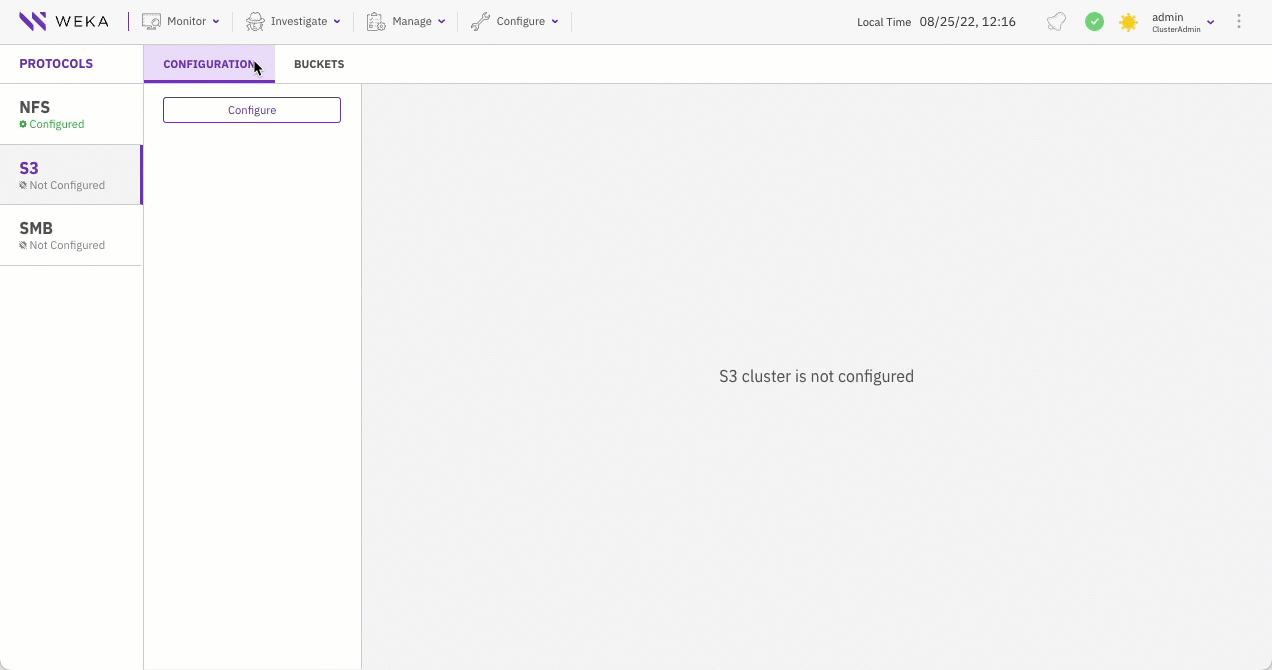 WEKA
Monitor
Investigate
Manage
Configure
Local Time 08/25/22, 12:16
admin
ClusterAdmin
PROTOCOLS
CONFIGURATION
BUCKETS
NFS
Configured
S3
Not Configured
SMB
Not Configured
Configure
S3 cluster is not configured